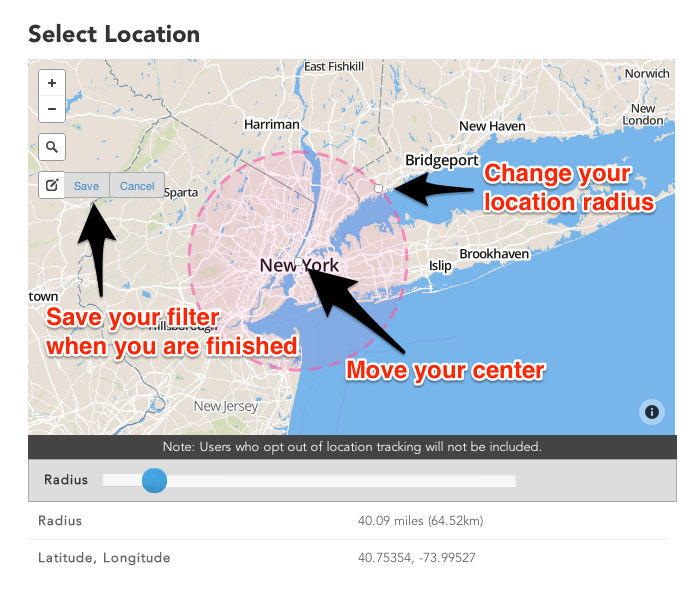 Select Location
East Fishkill
Norwich
+
−
New
London
Harriman
New Haven
Bridgeport
Save
Cancel
Sparta
Change your
location radius
Brookhaven
New York
Islip
town
Save your filter
when you are finished
Move your center
New Jersey
Note: Users who opt out of location tracking will not be included.
Radius
Radius
40.09 miles (64.52km)
Latitude, Longitude
40.75354, -73.99527